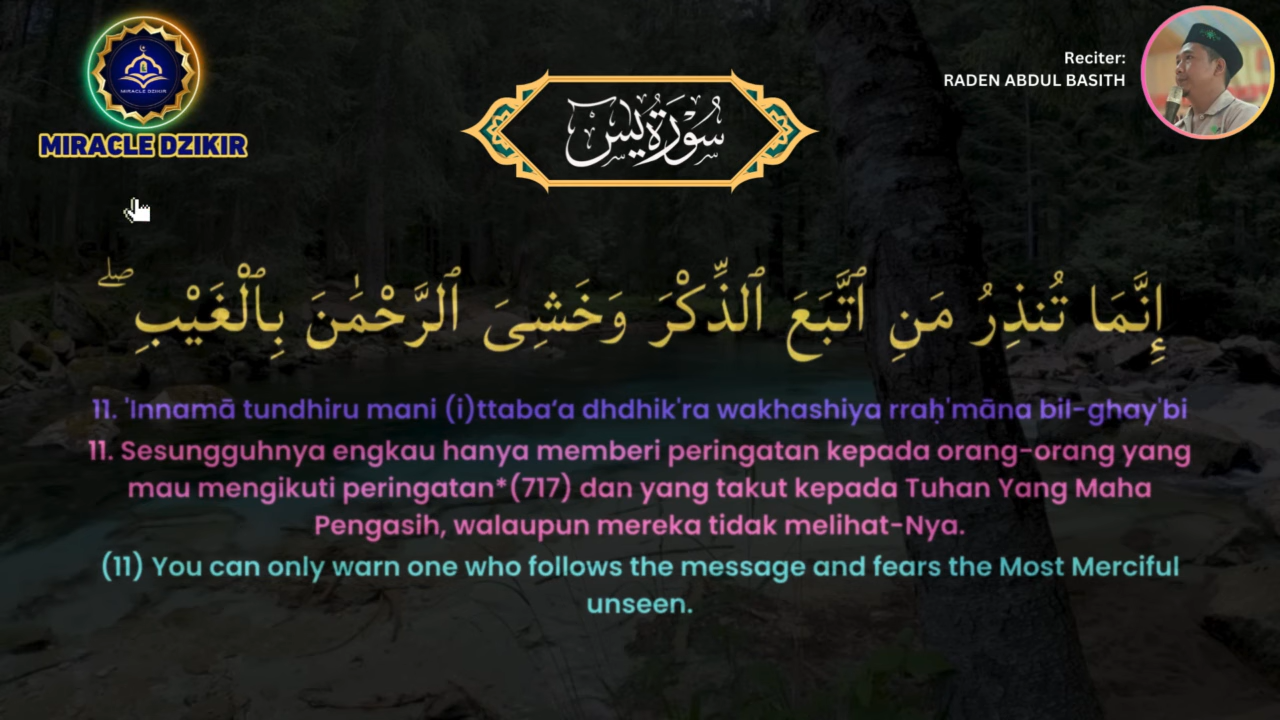 MIRACLE DZIKIR
MIRACLE DZIKIR
Reciter:
RADEN ABDUL BASITH
سُورَةُ يس
إِنَّمَا تُنذِرُ مَنِ ٱتَّبَعَ ٱلذِّكْرَ وَخَشِىَ ٱلرَّحْمَٰنَ بِٱلْغَيْبِ ۖ
11. 'Innamā tundhiru mani (i)ttaba‘a dhdhik'ra wakhashiya rraḥ'māna bil-ghay'bi
11. Sesungguhnya engkau hanya memberi peringatan kepada orang-orang yang
mau mengikuti peringatan*(717) dan yang takut kepada Tuhan Yang Maha
Pengasih, walaupun mereka tidak melihat-Nya.
(11) You can only warn one who follows the message and fears the Most Merciful
unseen.